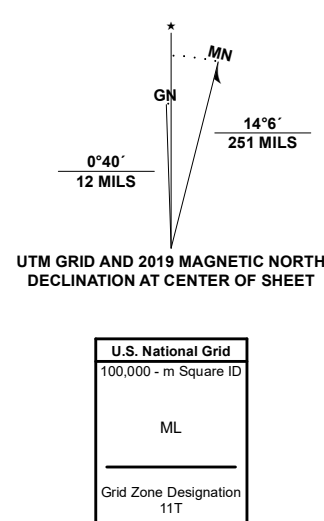 ★
MN
GN
14°6´
251 MILS
0°40´
12 MILS
UTM GRID AND 2019 MAGNETIC NORTH
DECLINATION AT CENTER OF SHEET
U.S. National Grid
100,000 - m Square ID
ML
Grid Zone Designation
11T